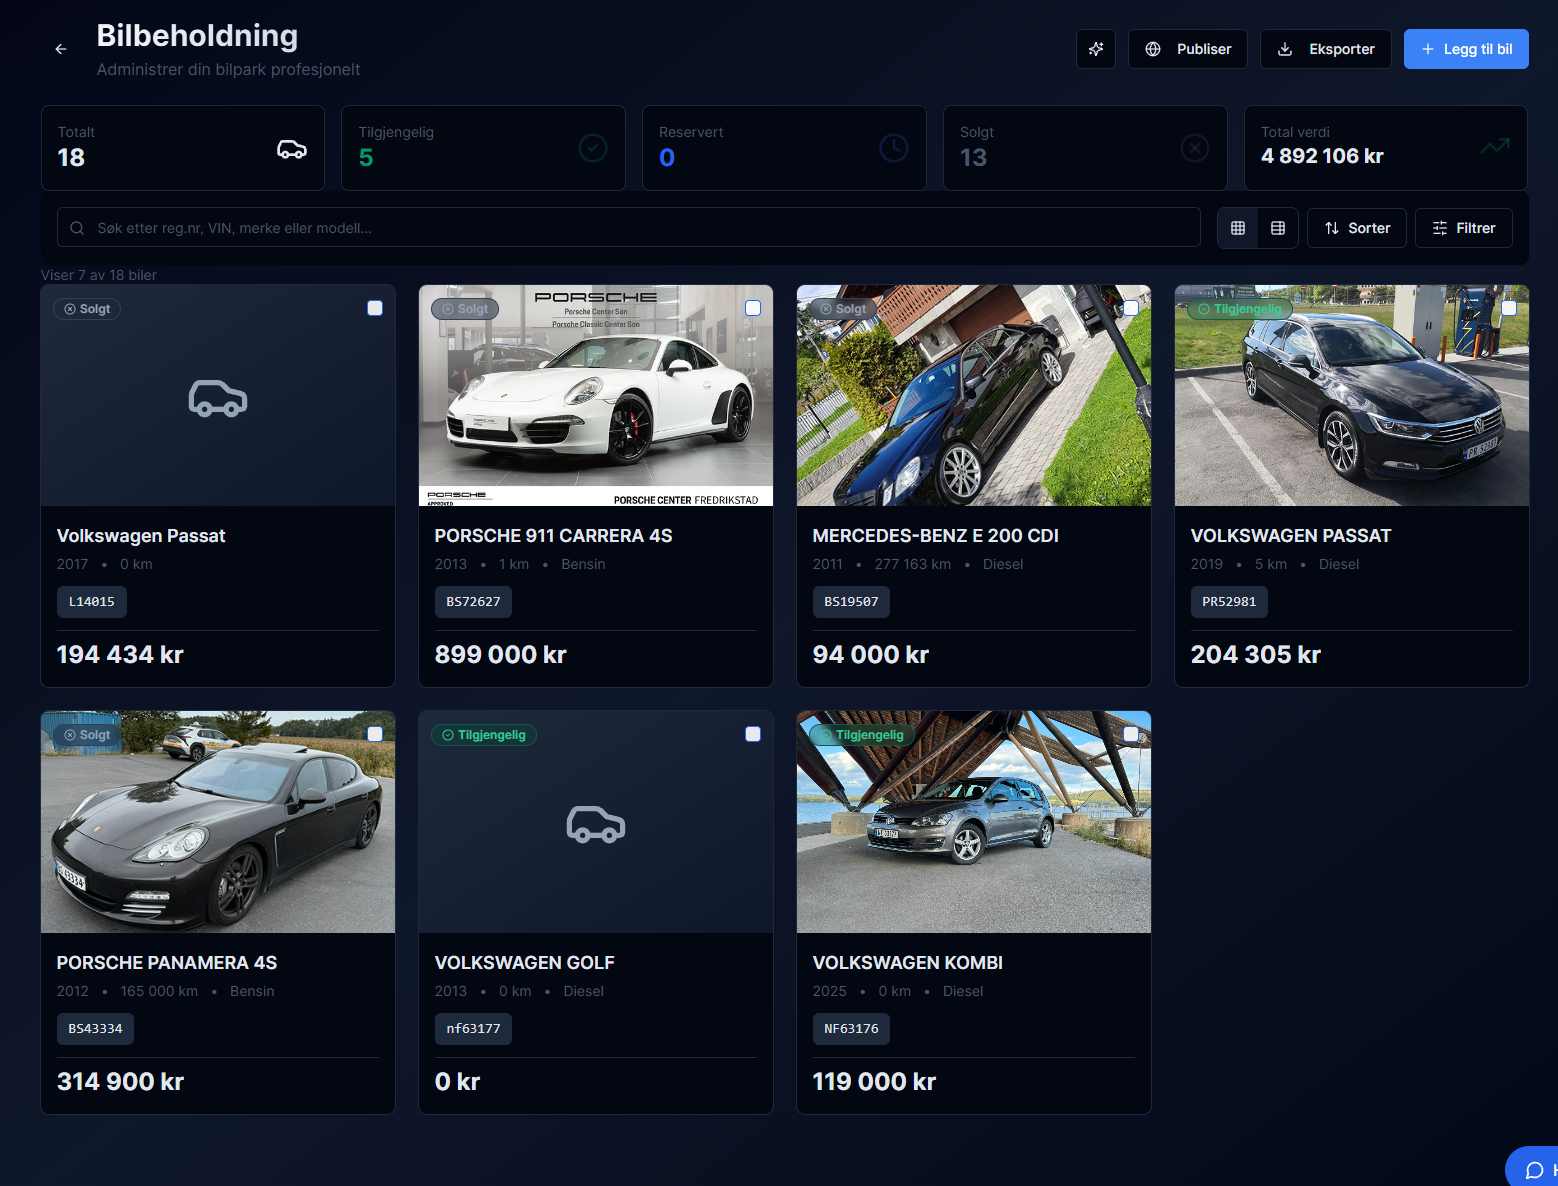 Bilbeholdning
Administrer din bilpark profesjonelt
Publiser
Eksporter
Legg til bil
Totalt
18
Tilgjengelig
5
Reservert
0
Solgt
13
Total verdi
4 892 106 kr
Søk etter reg.nr, VIN, merke eller modell...
Sorter
Filtrer
Viser 7 av 18 biler
Solgt
Volkswagen Passat
2017 • 0 km
L14015
194 434 kr
Solgt
PORSCHE
Porsche Center Son
Porsche Classic Center Son
PORSCHE
APPROVED
PORSCHE CENTER FREDRIKSTAD
PORSCHE 911 CARRERA 4S
2013 • 1 km • Bensin
BS72627
899 000 kr
Solgt
MERCEDES-BENZ E 200 CDI
2011 • 277 163 km • Diesel
BS19507
94 000 kr
Tilgjengelig
VOLKSWAGEN PASSAT
2019 • 5 km • Diesel
PR52981
204 305 kr
Solgt
PORSCHE PANAMERA 4S
2012 • 165 000 km • Bensin
BS43334
314 900 kr
Tilgjengelig
VOLKSWAGEN GOLF
2013 • 0 km • Diesel
nf63177
0 kr
Tilgjengelig
VOLKSWAGEN KOMBI
2025 • 0 km • Diesel
NF63176
119 000 kr